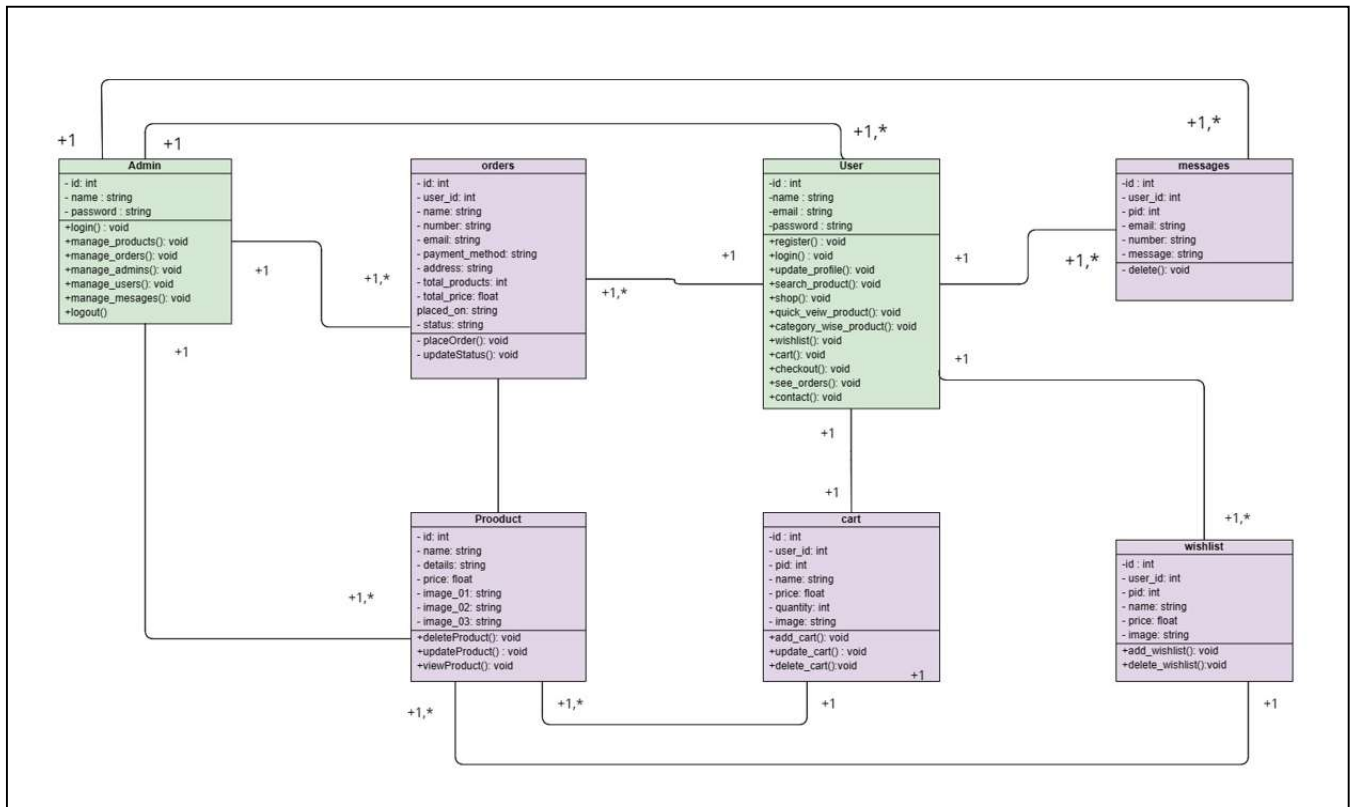 +1
+1
+1,*
+1,*
Admin
- id: int
- name : string
- password : string
+login() : void
+manage_products(): void
+manage_orders(): void
+manage_admins(): void
+manage_users(): void
+manage_mesages(): void
+logout()
+1
+1
+1,*
orders
- id: int
- user_id: int
- name: string
- number: string
- email: string
- payment_method: string
- address: string
- total_products: int
- total_price: float
placed_on: string
- status: string
- placeOrder(): void
- updateStatus(): void
+1,*
+1
User
-id : int
-name : string
-email : string
-password : string
+register() : void
+login() : void
+update_profile(): void
+search_product(): void
+shop(): void
+quick_veiw_product(): void
+category_wise_product(): void
+wishlist(): void
+cart(): void
+checkout(): void
+see_orders(): void
+contact(): void
+1
+1,*
+1
messages
-id : int
- user_id: int
- pid: int
- email: string
- number: string
- message: string
- delete(): void
+1
+1
+1,*
+1,*
Prooduct
- id: int
- name: string
- details: string
- price: float
- image_01: string
- image_02: string
- image_03: string
+deleteProduct(): void
+updateProduct() : void
+viewProduct(): void
cart
-id : int
- user_id: int
- pid: int
- name: string
- price: float
- quantity: int
- image: string
+add_cart(): void
+update_cart() : void
+delete_cart():void
+1
wishlist
-id : int
- user_id: int
- pid: int
- name: string
- price: float
- image: string
+add_wishlist(): void
+delete_wishlist():void
+1,*
+1,*
+1
+1